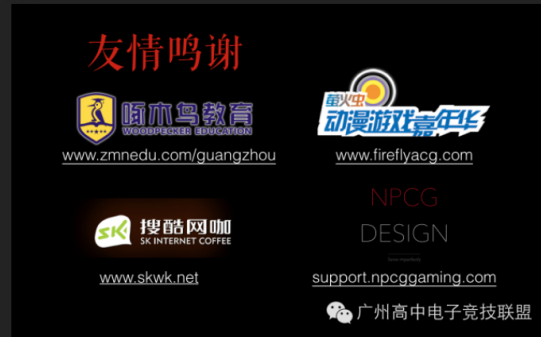 友情鸣谢
啄木鸟教育
WOODPECKER EDUCATION
www.zmnedu.com/guangzhou
萤火虫
动漫游戏嘉年华
www.fireflyacg.com
SK
搜酷网咖
SK INTERNET COFFEE
www.skwk.net
NPCG
DESIGN
support.npcggaming.com
广州高中电子竞技联盟